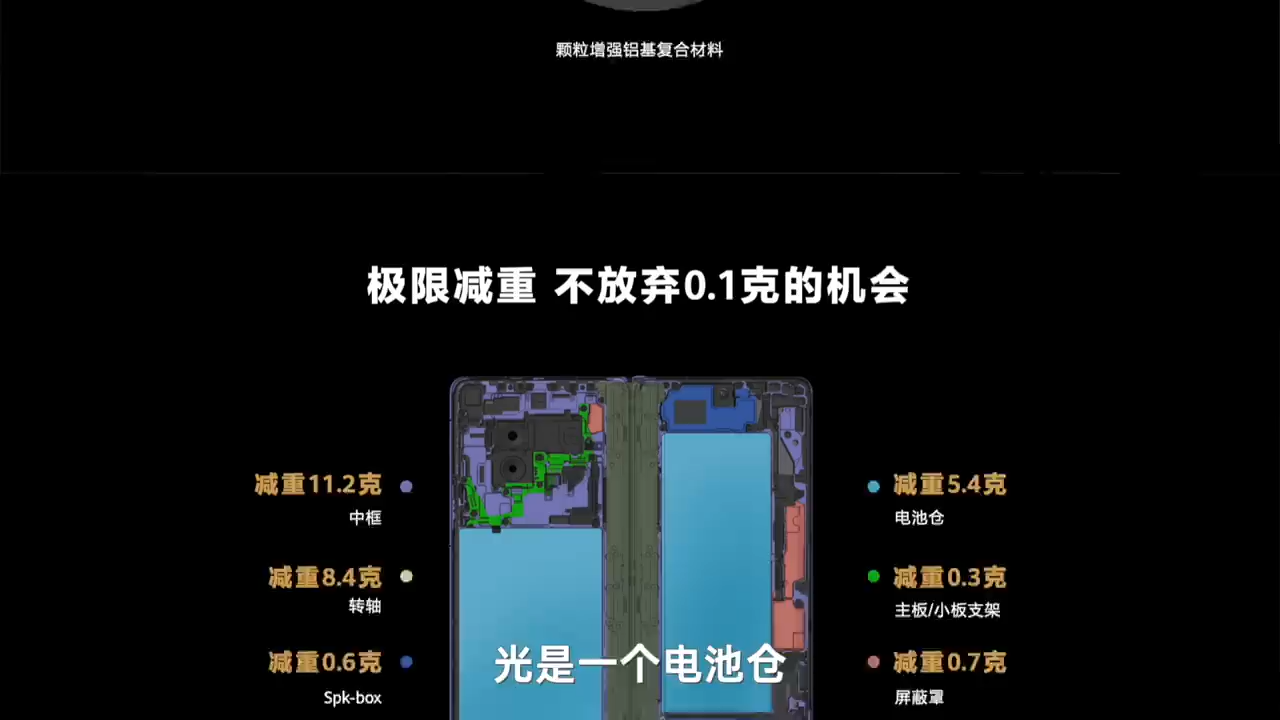 颗粒增强铝基复合材料
极限减重 不放弃0.1克的机会
减重11.2克
中框
减重8.4克
转轴
减重0.6克
Spk-box
减重5.4克
电池仓
减重0.3克
主板/小板支架
减重0.7克
屏蔽罩
光是一个电池仓